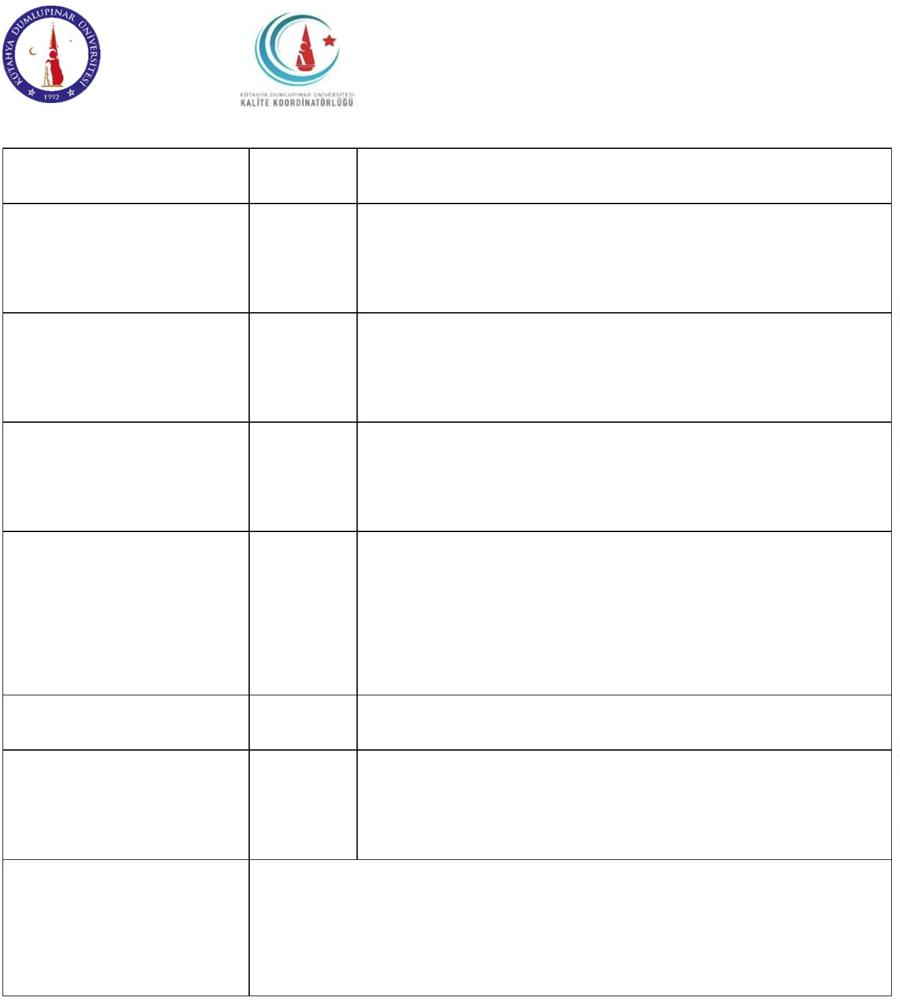 KÜTAHYA DUMLUPINAR ÜNİVERSİTESİ
1992
KÜTAHYA DUMLUPINAR ÜNİVERSİTESİ
KALİTE KOORDİNATÖRLÜĞÜ